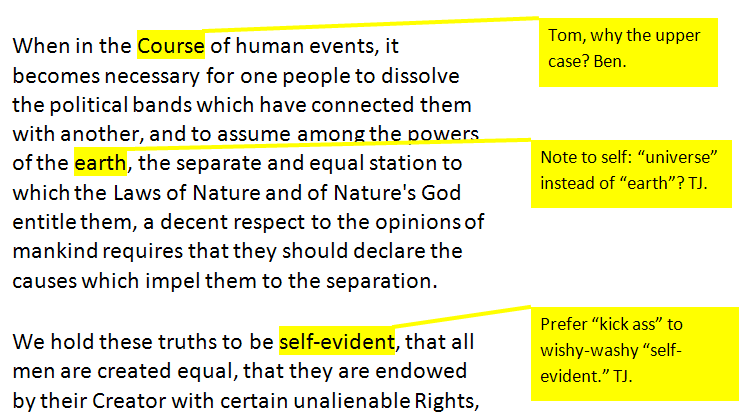 When in the Course of human events, it
becomes necessary for one people to dissolve
the political bands which have connected them
with another, and to assume among the powers
of the earth, the separate and equal station to
which the Laws of Nature and of Nature's God
entitle them, a decent respect to the opinions of
mankind requires that they should declare the
causes which impel them to the separation.
We hold these truths to be self-evident, that all
men are created equal, that they are endowed
by their Creator with certain unalienable Rights,
Tom, why the upper
case? Ben.
Note to self: “universe”
instead of “earth”? TJ.
Prefer “kick ass” to
wishy-washy “self-
evident.” TJ.